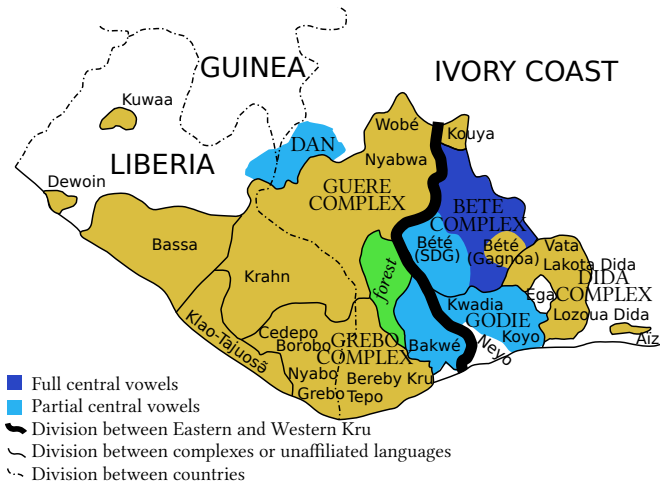 GUINEA
IVORY COAST
Kuwaa
Wobé
Kouya
DAN
Nyabwa
LIBERIA
Dewoin
GUERE
COMPLEX
BETE
COMPLEX
Bassa
Bété
(SDG)
Bété
(Gagnoa)
Vata
Lakota Dida
Krahn
forest
DIDA
COMPLEX
Ega
Kwadia
Lozoua Dida
GODIE
Klao-Tajuosɔ̃
Cedepo
Borobo
GREBO
COMPLEX
Bakwé
Neyo
Koyo
Aïz
Nyabo
Bereby Kru
Grebo
Tepo
Full central vowels
Partial central vowels
Division between Eastern and Western Kru
Division between complexes or unaffiliated languages
Division between countries